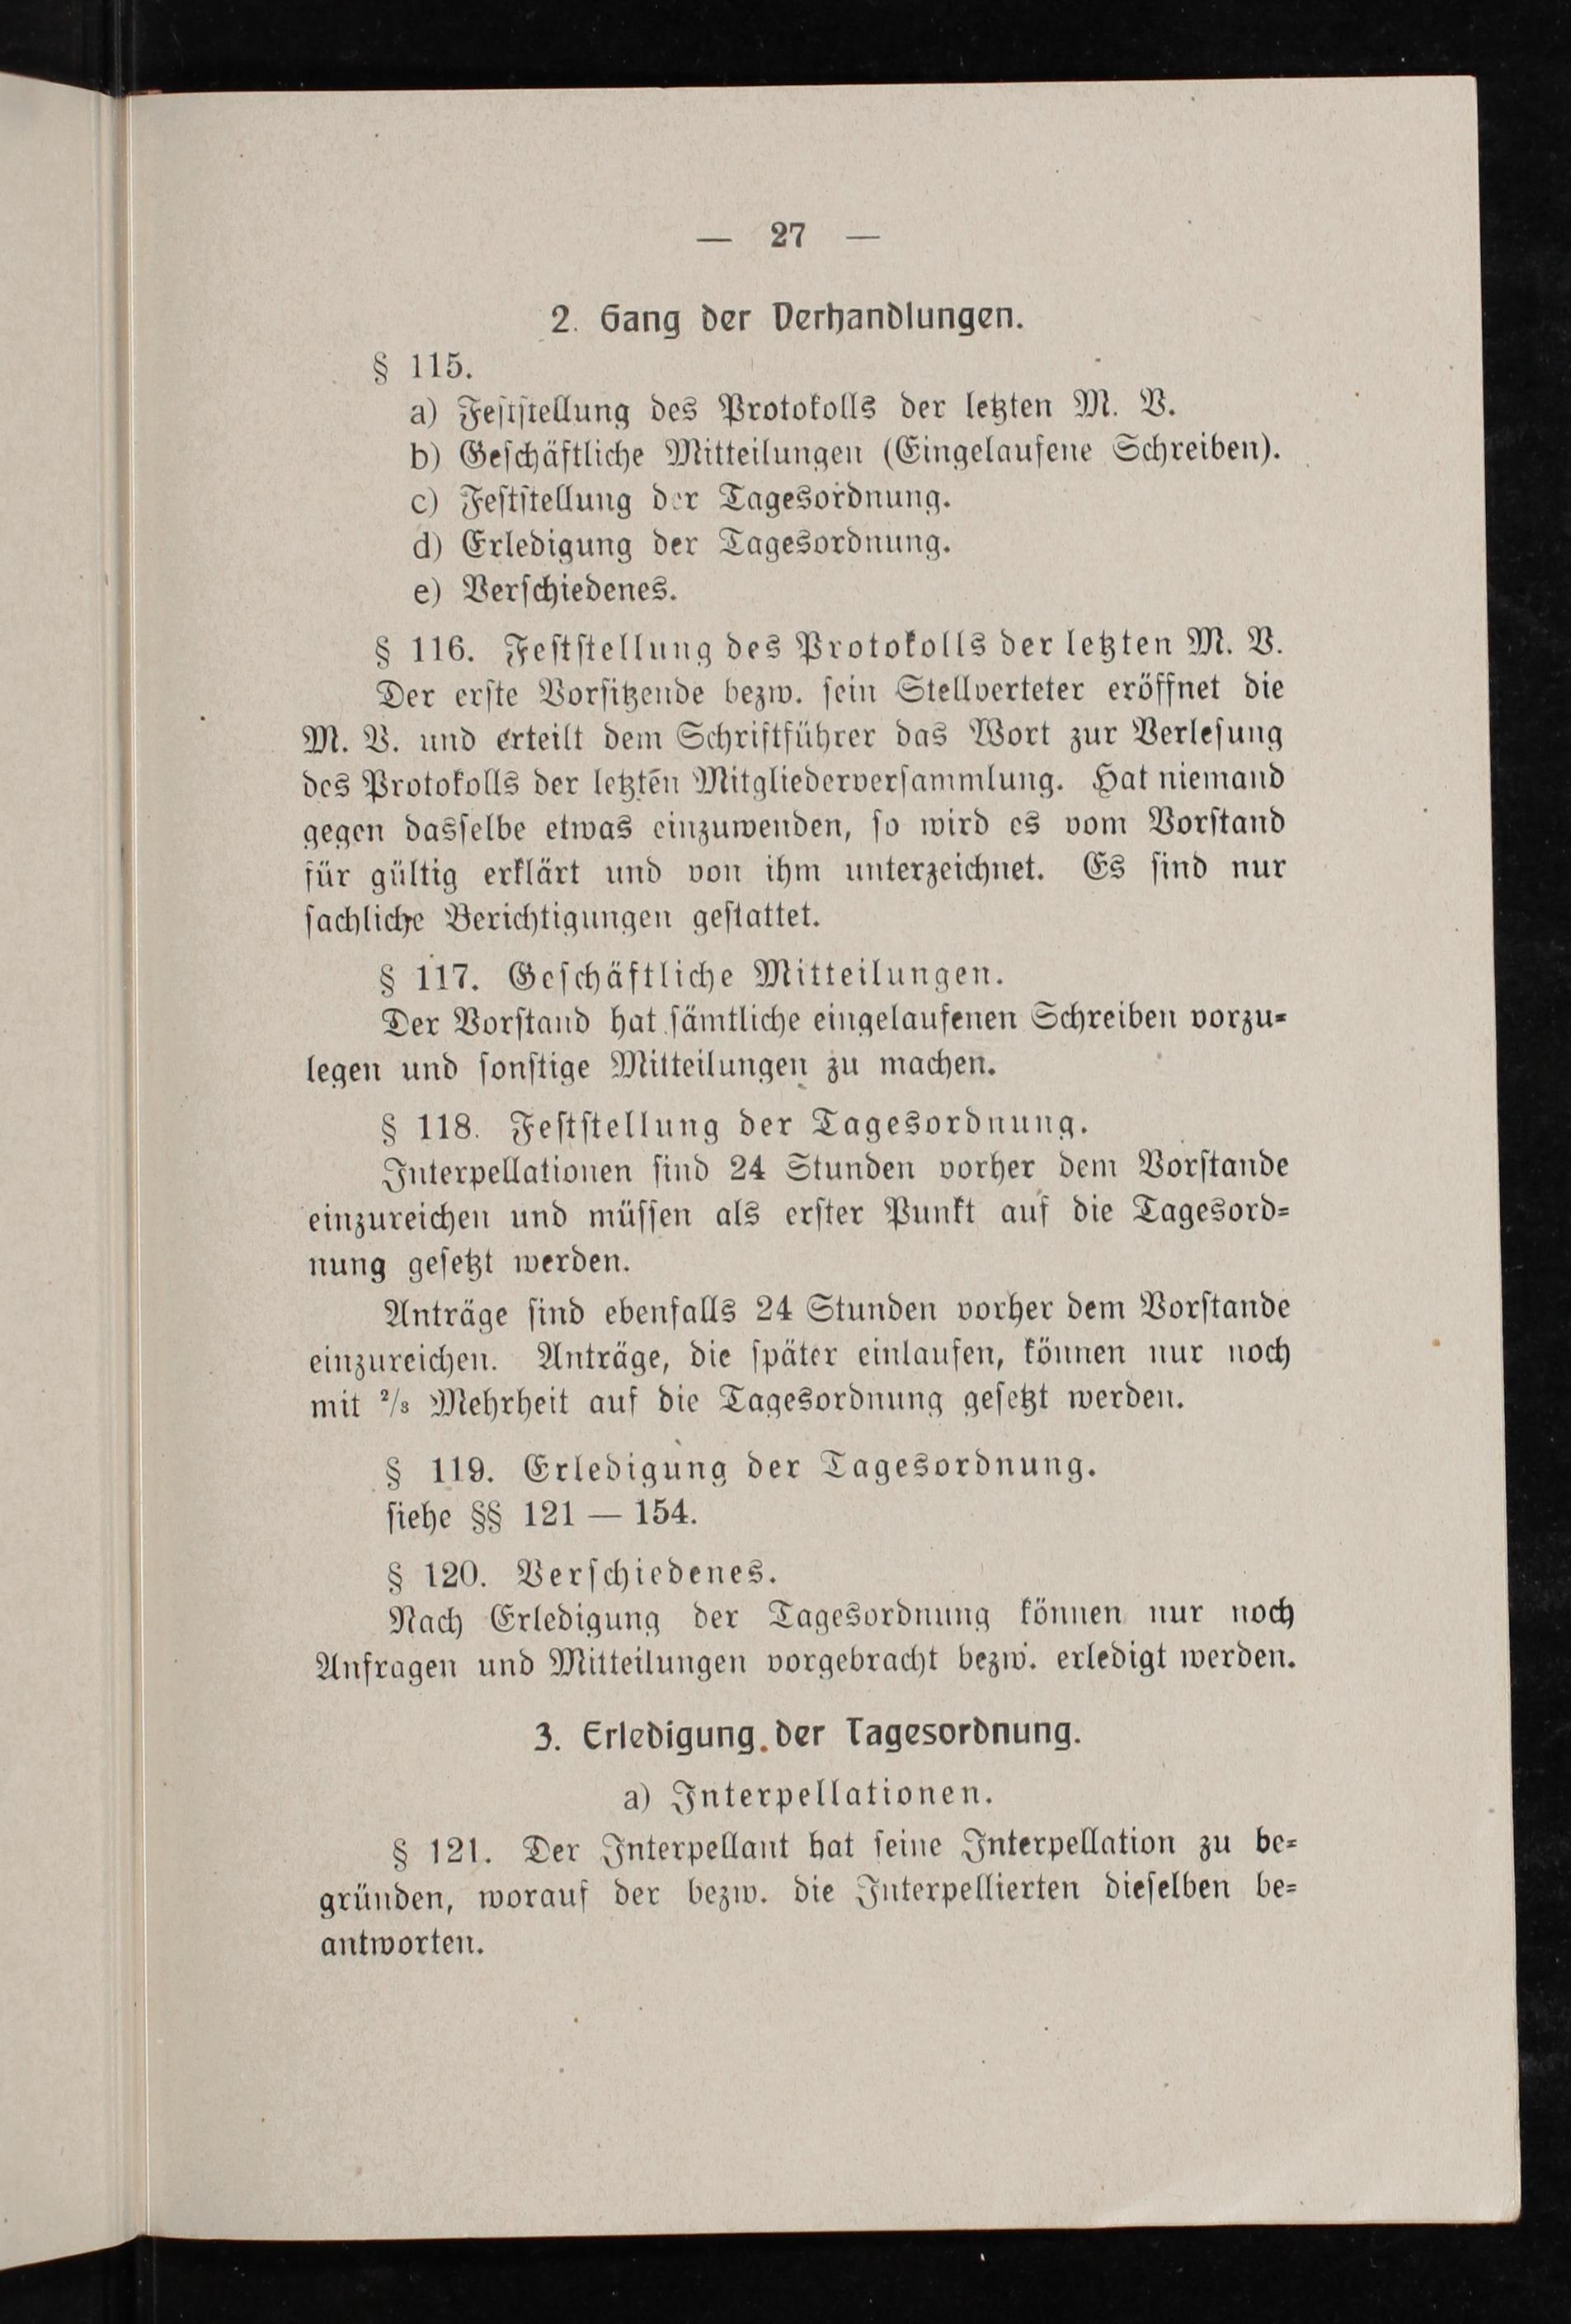 — 27 —
2. Gang der Verhandlungen.
§ 115.
a) Feſtſtellung des Protokolls der letzten M. V.
b) Geſchäftliche Mitteilungen (Eingelaufene Schreiben).
c) Feſtſtellung der Tagesordnung.
d) Erledigung der Tagesordnung.
e) Verſchiedenes.
§ 116. Feſtſtellung des Protokolls der letzten M. V.
Der erſte Vorſitzende bezw. ſein Stellverteter eröffnet die
M. V. und erteilt dem Schriftführer das Wort zur Verleſung
des Protokolls der letzten Mitgliederverſammlung. Hat niemand
gegen dasſelbe etwas einzuwenden, ſo wird es vom Vorſtand
für gültig erklärt und von ihm unterzeichnet. Es ſind nur
ſachliche Berichtigungen geſtattet.
§ 117. Geſchäftliche Mitteilungen.
Der Vorſtand hat ſämtliche eingelaufenen Schreiben vorzu⸗
legen und ſonſtige Mitteilungen zu machen.
§ 118. Feſtſtellung der Tagesordnung.
Interpellationen ſind 24 Stunden vorher dem Vorſtande
einzureichen und müſſen als erſter Punkt auf die Tagesord⸗
nung geſetzt werden.
Anträge ſind ebenfalls 24 Stunden vorher dem Vorſtande
einzureichen. Anträge, die ſpäter einlaufen, können nur noch
mit ²/₃ Mehrheit auf die Tagesordnung geſetzt werden.
§ 119. Erledigung der Tagesordnung.
ſiehe §§ 121 — 154.
§ 120. Verſchiedenes.
Nach Erledigung der Tagesordnung können nur noch
Anfragen und Mitteilungen vorgebracht bezw. erledigt werden.
3. Erledigung der Tagesordnung.
a) Interpellationen.
§ 121. Der Interpellant hat ſeine Interpellation zu be⸗
gründen, worauf der bezw. die Interpellierten dieſelben be⸗
antworten.